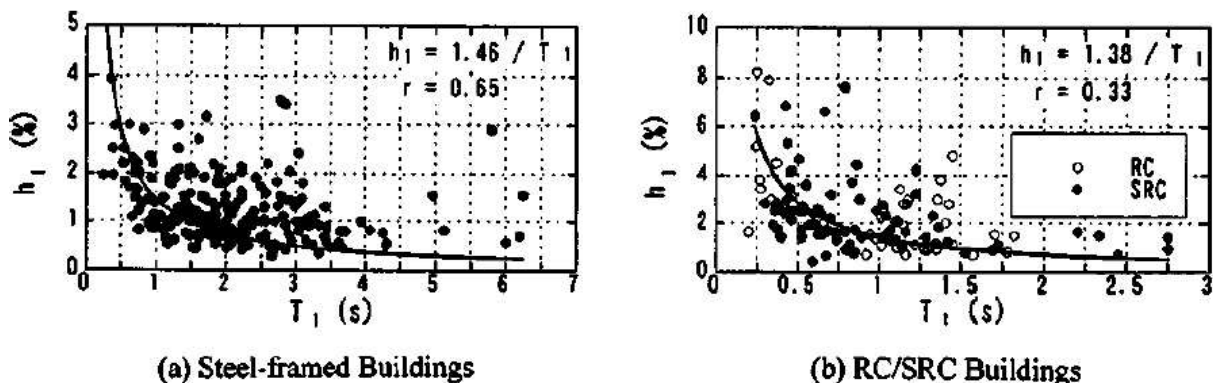 5
4
3
2
1
0
h₁ (%)
h₁ = 1.46 / T₁
r = 0.65
0 1 2 3 4 5 6 7
T₁ (s)
(a) Steel-framed Buildings
10
8
6
4
2
0
h₁ (%)
h₁ = 1.38 / T₁
r = 0.33
RC
SRC
0 0.5 1 1.5 2 2.5 3
T₁ (s)
(b) RC/SRC Buildings